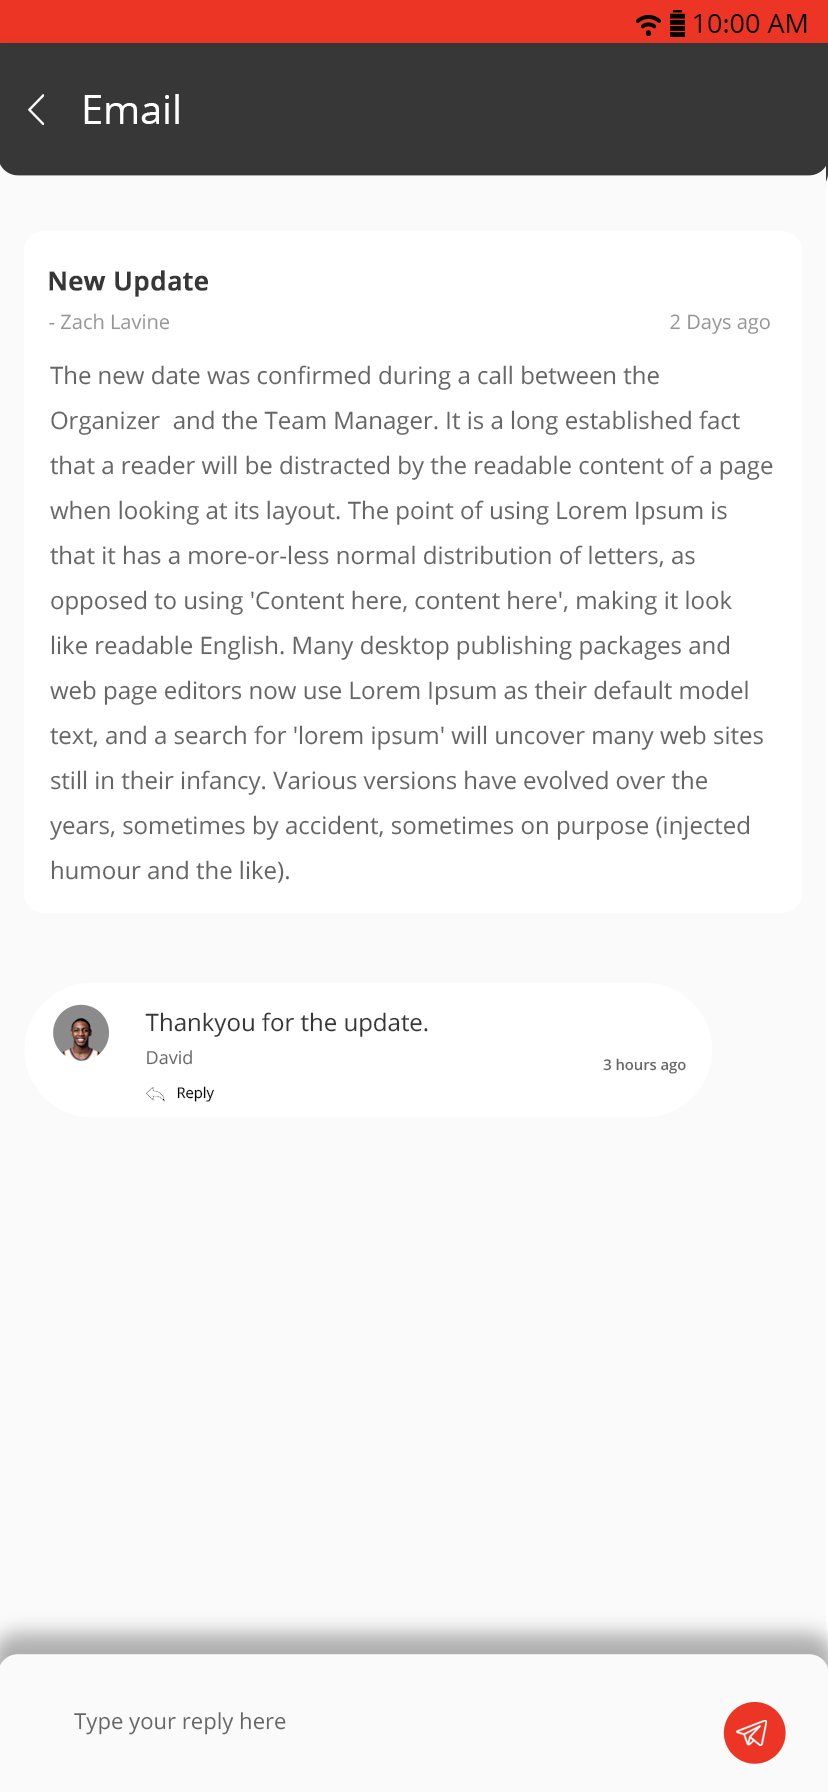 10:00 AM
Email
New Update
- Zach Lavine
2 Days ago
The new date was confirmed during a call between the
Organizer  and the Team Manager. It is a long established fact
that a reader will be distracted by the readable content of a page
when looking at its layout. The point of using Lorem Ipsum is
that it has a more-or-less normal distribution of letters, as
opposed to using 'Content here, content here', making it look
like readable English. Many desktop publishing packages and
web page editors now use Lorem Ipsum as their default model
text, and a search for 'lorem ipsum' will uncover many web sites
still in their infancy. Various versions have evolved over the
years, sometimes by accident, sometimes on purpose (injected
humour and the like).
Thankyou for the update.
David
3 hours ago
Reply
Type your reply here